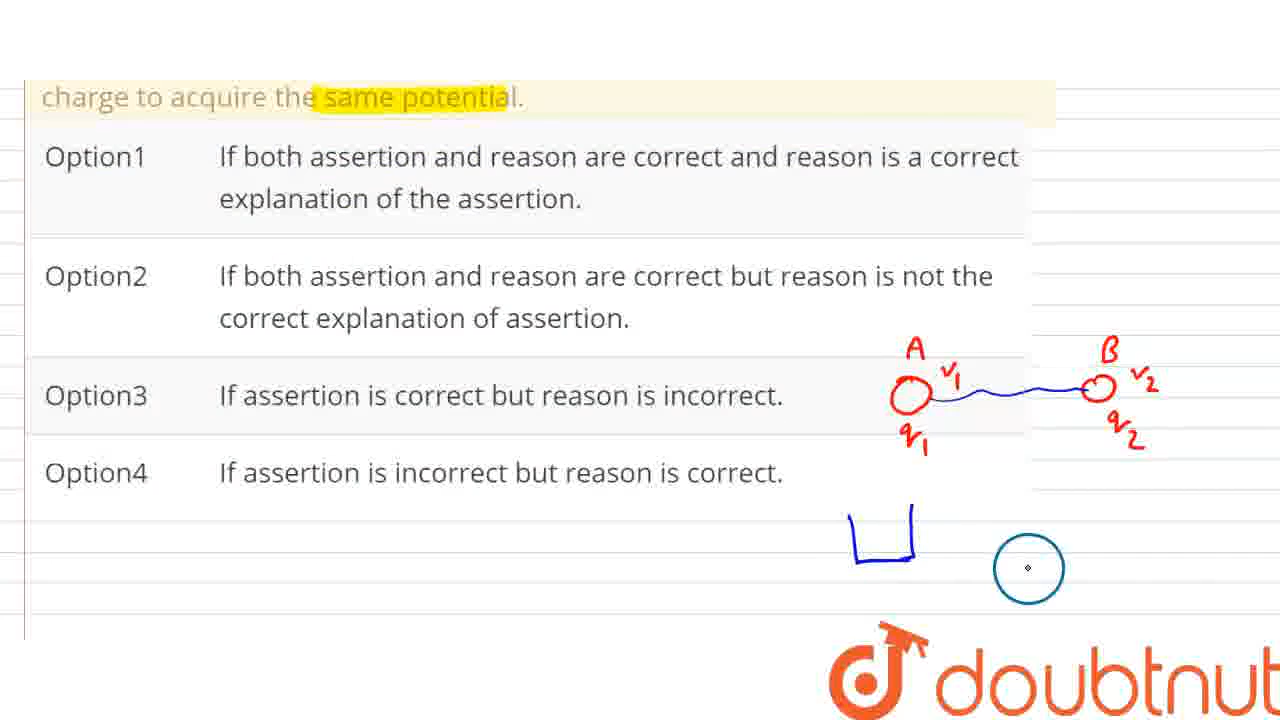 charge to acquire the same potential.
Option1 If both assertion and reason are correct and reason is a correct
explanation of the assertion.
Option2 If both assertion and reason are correct but reason is not the
correct explanation of assertion.
A B
V1 V2
Option3 If assertion is correct but reason is incorrect.
q1 q2
Option4 If assertion is incorrect but reason is correct.
doubtnut